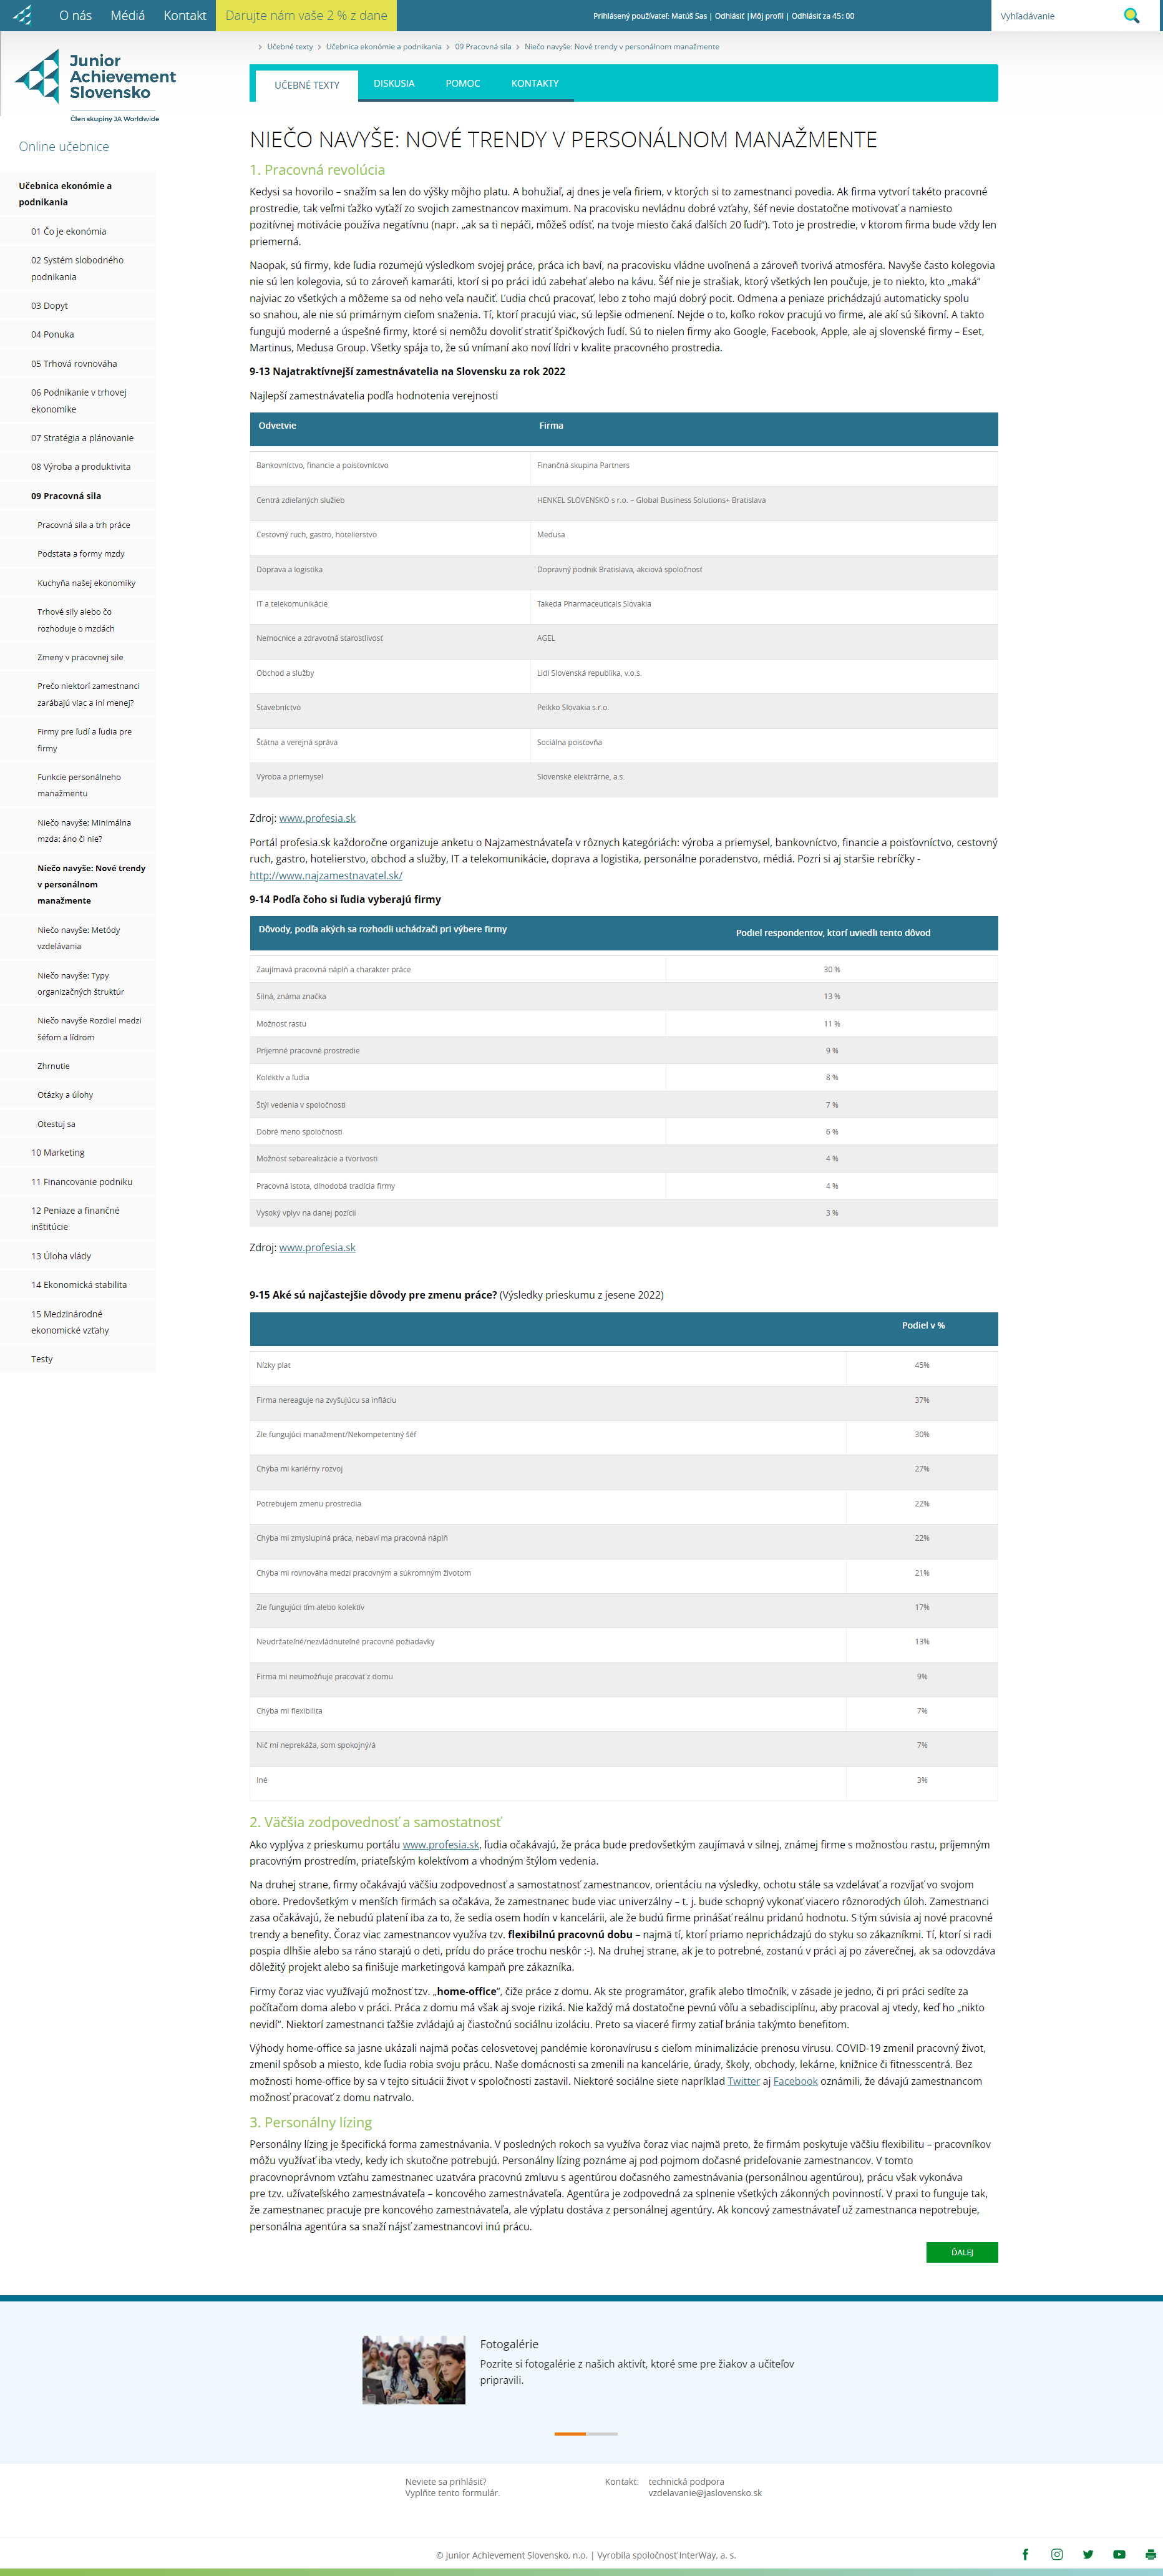 O nás Médiá Kontakt Darujte nám vaše 2 % z dane
Prihlásený používateľ: Matúš Sas | Odhlásiť |Môj profil | Odhlásiť za 45: 00
Vyhľadávanie
Junior
Achievement
Slovensko
Člen skupiny JA Worldwide
Online učebnice
Učebnica ekonómie a
podnikania
01 Čo je ekonómia
02 Systém slobodného
podnikania
03 Dopyt
04 Ponuka
05 Trhová rovnováha
06 Podnikanie v trhovej
ekonomike
07 Stratégia a plánovanie
08 Výroba a produktivita
09 Pracovná sila
Pracovná sila a trh práce
Podstata a formy mzdy
Kuchyňa našej ekonomiky
Trhové sily alebo čo
rozhoduje o mzdách
Zmeny v pracovnej sile
Prečo niektorí zamestnanci
zarábajú viac a iní menej?
Firmy pre ľudí a ľudia pre
firmy
Funkcie personálneho
manažmentu
Niečo navyše: Minimálna
mzda: áno či nie?
Niečo navyše: Nové trendy
v personálnom
manažmente
Niečo navyše: Metódy
vzdelávania
Niečo navyše: Typy
organizačných štruktúr
Niečo navyše Rozdiel medzi
šéfom a lídrom
Zhrnutie
Otázky a úlohy
Otestuj sa
10 Marketing
11 Financovanie podniku
12 Peniaze a finančné
inštitúcie
13 Úloha vlády
14 Ekonomická stabilita
15 Medzinárodné
ekonomické vzťahy
Testy
Učebné texty Učebnica ekonómie a podnikania 09 Pracovná sila Niečo navyše: Nové trendy v personálnom manažmente
UČEBNÉ TEXTY DISKUSIA POMOC KONTAKTY
NIEČO NAVYŠE: NOVÉ TRENDY V PERSONÁLNOM MANAŽMENTE
1. Pracovná revolúcia
Kedysi sa hovorilo – snažím sa len do výšky môjho platu. A bohužiaľ, aj dnes je veľa firiem, v ktorých si to zamestnanci povedia. Ak firma vytvorí takéto pracovné
prostredie, tak veľmi ťažko vyťaží zo svojich zamestnancov maximum. Na pracovisku nevládnu dobré vzťahy, šéf nevie dostatočne motivovať a namiesto
pozitívnej motivácie používa negatívnu (napr. „ak sa ti nepáči, môžeš odísť, na tvoje miesto čaká ďalších 20 ľudí“). Toto je prostredie, v ktorom firma bude vždy len
priemerná.
Naopak, sú firmy, kde ľudia rozumejú výsledkom svojej práce, práca ich baví, na pracovisku vládne uvoľnená a zároveň tvorivá atmosféra. Navyše často kolegovia
nie sú len kolegovia, sú to zároveň kamaráti, ktorí si po práci idú zabehať alebo na kávu. Šéf nie je strašiak, ktorý všetkých len poučuje, je to niekto, kto „maká“
najviac zo všetkých a môžeme sa od neho veľa naučiť. Ľudia chcú pracovať, lebo z toho majú dobrý pocit. Odmena a peniaze prichádzajú automaticky spolu
so snahou, ale nie sú primárnym cieľom snaženia. Tí, ktorí pracujú viac, sú lepšie odmenení. Nejde o to, koľko rokov pracujú vo firme, ale akí sú šikovní. A takto
fungujú moderné a úspešné firmy, ktoré si nemôžu dovoliť stratiť špičkových ľudí. Sú to nielen firmy ako Google, Facebook, Apple, ale aj slovenské firmy – Eset,
Martinus, Medusa Group. Všetky spája to, že sú vnímaní ako noví lídri v kvalite pracovného prostredia.
9-13 Najatraktívnejší zamestnávatelia na Slovensku za rok 2022
Najlepší zamestnávatelia podľa hodnotenia verejnosti
Odvetvie Firma
Bankovníctvo, financie a poisťovníctvo Finančná skupina Partners
Centrá zdieľaných služieb HENKEL SLOVENSKO s r.o. – Global Business Solutions+ Bratislava
Cestovný ruch, gastro, hotelierstvo Medusa
Doprava a logistika Dopravný podnik Bratislava, akciová spoločnosť
IT a telekomunikácie Takeda Pharmaceuticals Slovakia
Nemocnice a zdravotná starostlivosť AGEL
Obchod a služby Lidl Slovenská republika, v.o.s.
Stavebníctvo Peikko Slovakia s.r.o.
Štátna a verejná správa Sociálna poisťovňa
Výroba a priemysel Slovenské elektrárne, a.s.
Zdroj: www.profesia.sk
Portál profesia.sk každoročne organizuje anketu o Najzamestnávateľa v rôznych kategóriách: výroba a priemysel, bankovníctvo, financie a poisťovníctvo, cestovný
ruch, gastro, hotelierstvo, obchod a služby, IT a telekomunikácie, doprava a logistika, personálne poradenstvo, médiá. Pozri si aj staršie rebríčky -
http://www.najzamestnavatel.sk/
9-14 Podľa čoho si ľudia vyberajú firmy
Dôvody, podľa akých sa rozhodli uchádzači pri výbere firmy Podiel respondentov, ktorí uviedli tento dôvod
Zaujímavá pracovná náplň a charakter práce 30 %
Silná, známa značka 13 %
Možnosť rastu 11 %
Príjemné pracovné prostredie 9 %
Kolektív a ľudia 8 %
Štýl vedenia v spoločnosti 7 %
Dobré meno spoločnosti 6 %
Možnosť sebarealizácie a tvorivosti 4 %
Pracovná istota, dlhodobá tradícia firmy 4 %
Vysoký vplyv na danej pozícii 3 %
Zdroj: www.profesia.sk
9-15 Aké sú najčastejšie dôvody pre zmenu práce? (Výsledky prieskumu z jesene 2022)
Podiel v %
Nízky plat 45%
Firma nereaguje na zvyšujúcu sa infláciu 37%
Zle fungujúci manažment/Nekompetentný šéf 30%
Chýba mi kariérny rozvoj 27%
Potrebujem zmenu prostredia 22%
Chýba mi zmysluplná práca, nebaví ma pracovná náplň 22%
Chýba mi rovnováha medzi pracovným a súkromným životom 21%
Zle fungujúci tím alebo kolektív 17%
Neudržateľné/nezvládnuteľné pracovné požiadavky 13%
Firma mi neumožňuje pracovať z domu 9%
Chýba mi flexibilita 7%
Nič mi neprekáža, som spokojný/á 7%
Iné 3%
2. Väčšia zodpovednosť a samostatnosť
Ako vyplýva z prieskumu portálu www.profesia.sk, ľudia očakávajú, že práca bude predovšetkým zaujímavá v silnej, známej firme s možnosťou rastu, príjemným
pracovným prostredím, priateľským kolektívom a vhodným štýlom vedenia.
Na druhej strane, firmy očakávajú väčšiu zodpovednosť a samostatnosť zamestnancov, orientáciu na výsledky, ochotu stále sa vzdelávať a rozvíjať vo svojom
obore. Predovšetkým v menších firmách sa očakáva, že zamestnanec bude viac univerzálny – t. j. bude schopný vykonať viacero rôznorodých úloh. Zamestnanci
zasa očakávajú, že nebudú platení iba za to, že sedia osem hodín v kancelárii, ale že budú firme prinášať reálnu pridanú hodnotu. S tým súvisia aj nové pracovné
trendy a benefity. Čoraz viac zamestnancov využíva tzv. flexibilnú pracovnú dobu – najmä tí, ktorí priamo neprichádzajú do styku so zákazníkmi. Tí, ktorí si radi
pospia dlhšie alebo sa ráno starajú o deti, prídu do práce trochu neskôr :-). Na druhej strane, ak je to potrebné, zostanú v práci aj po záverečnej, ak sa odovzdáva
dôležitý projekt alebo sa finišuje marketingová kampaň pre zákazníka.
Firmy čoraz viac využívajú možnosť tzv. „home-office“, čiže práce z domu. Ak ste programátor, grafik alebo tlmočník, v zásade je jedno, či pri práci sedíte za
počítačom doma alebo v práci. Práca z domu má však aj svoje riziká. Nie každý má dostatočne pevnú vôľu a sebadisciplínu, aby pracoval aj vtedy, keď ho „nikto
nevidí“. Niektorí zamestnanci ťažšie zvládajú aj čiastočnú sociálnu izoláciu. Preto sa viaceré firmy zatiaľ bránia takýmto benefitom.
Výhody home-office sa jasne ukázali najmä počas celosvetovej pandémie koronavírusu s cieľom minimalizácie prenosu vírusu. COVID-19 zmenil pracovný život,
zmenil spôsob a miesto, kde ľudia robia svoju prácu. Naše domácnosti sa zmenili na kancelárie, úrady, školy, obchody, lekárne, knižnice či fitnesscentrá. Bez
možnosti home-office by sa v tejto situácii život v spoločnosti zastavil. Niektoré sociálne siete napríklad Twitter aj Facebook oznámili, že dávajú zamestnancom
možnosť pracovať z domu natrvalo.
3. Personálny lízing
Personálny lízing je špecifická forma zamestnávania. V posledných rokoch sa využíva čoraz viac najmä preto, že firmám poskytuje väčšiu flexibilitu – pracovníkov
môžu využívať iba vtedy, kedy ich skutočne potrebujú. Personálny lízing poznáme aj pod pojmom dočasné prideľovanie zamestnancov. V tomto
pracovnoprávnom vzťahu zamestnanec uzatvára pracovnú zmluvu s agentúrou dočasného zamestnávania (personálnou agentúrou), prácu však vykonáva
pre tzv. užívateľského zamestnávateľa – koncového zamestnávateľa. Agentúra je zodpovedná za splnenie všetkých zákonných povinností. V praxi to funguje tak,
že zamestnanec pracuje pre koncového zamestnávateľa, ale výplatu dostáva z personálnej agentúry. Ak koncový zamestnávateľ už zamestnanca nepotrebuje,
personálna agentúra sa snaží nájsť zamestnancovi inú prácu.
ĎALEJ
Fotogalérie
Pozrite si fotogalérie z našich aktivít, ktoré sme pre žiakov a učiteľov
pripravili.
Neviete sa prihlásiť? Kontakt: technická podpora
Vyplňte tento formulár. vzdelavanie@jaslovensko.sk
© Junior Achievement Slovensko, n.o. | Vyrobila spoločnosť InterWay, a. s.